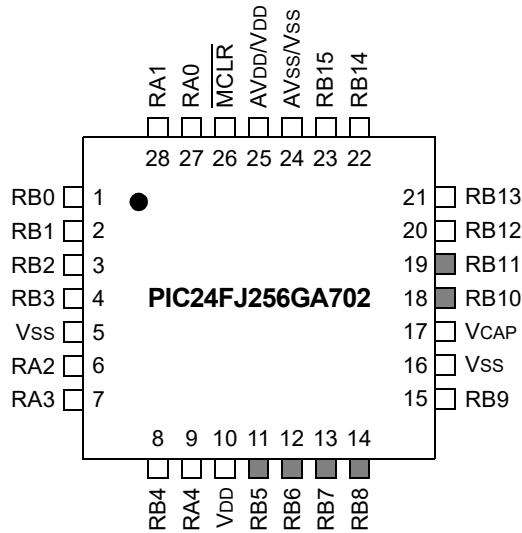 RA1
RA0
MCLR
AVDD/VDD
AVSS/VSS
RB15
RB14
28 27 26 25 24 23 22
RB0 1
RB1 2
RB2 3
RB3 4
VSS 5
RA2 6
RA3 7
PIC24FJ256GA702
21 RB13
20 RB12
19 RB11
18 RB10
17 VCAP
16 VSS
15 RB9
8 9 10 11 12 13 14
RB4
RA4
VDD
RB5
RB6
RB7
RB8